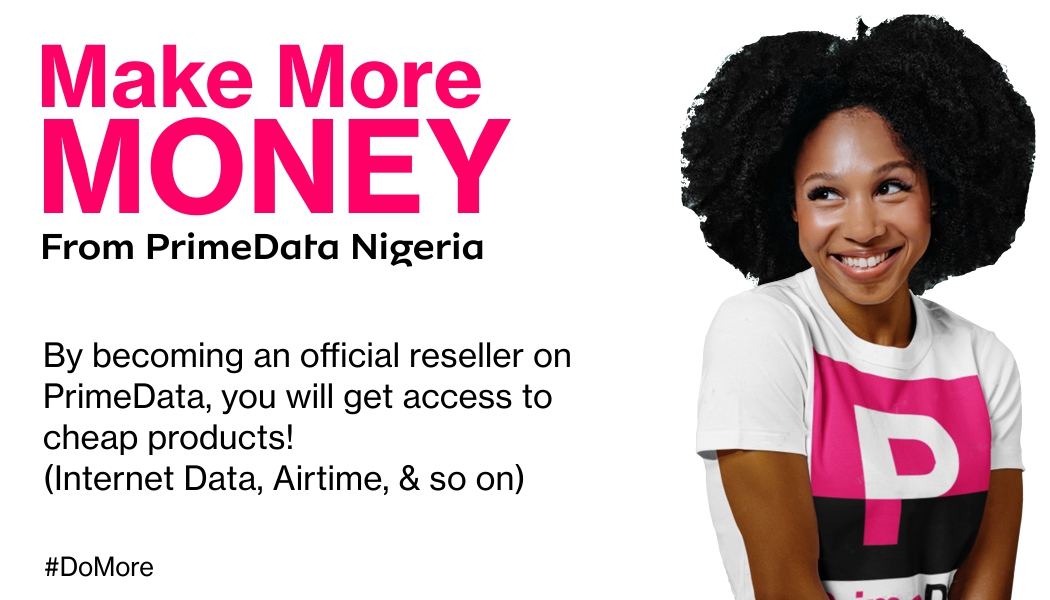 Make More
MONEY
From PrimeData Nigeria
By becoming an official reseller on
PrimeData, you will get access to
cheap products!
(Internet Data, Airtime, & so on)
#DoMore
P